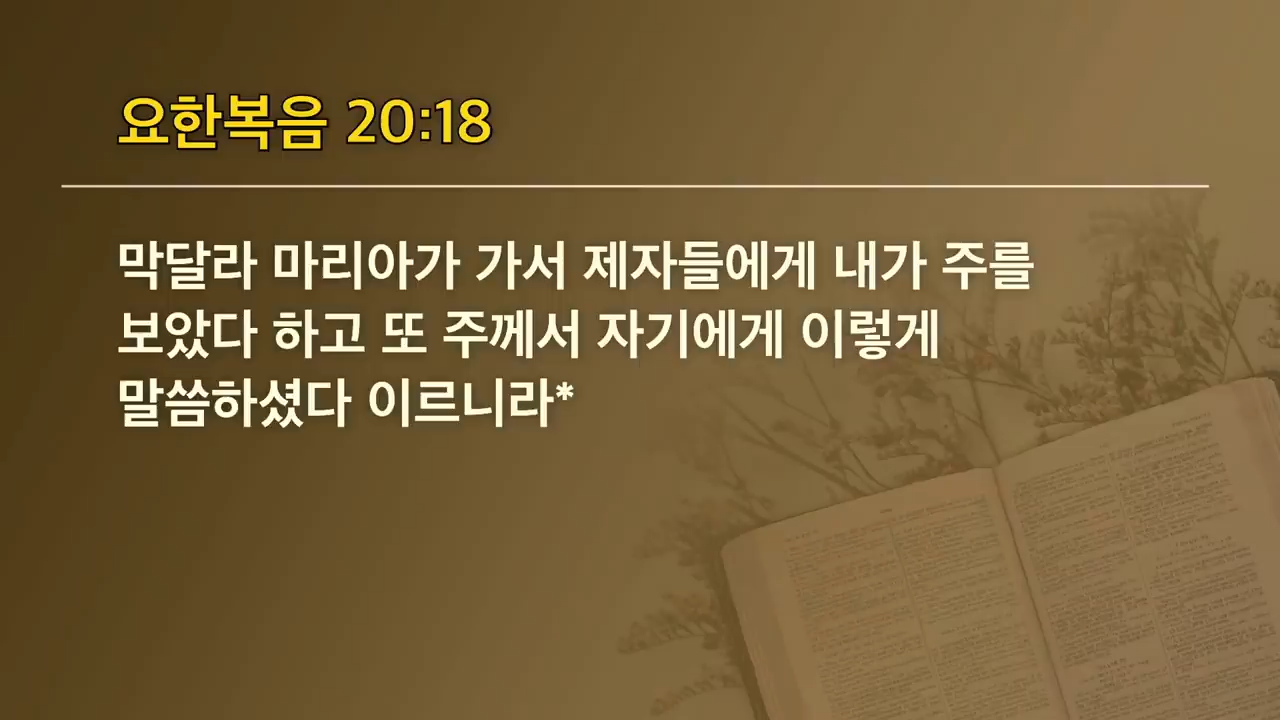 요한복음 20:18
막달라 마리아가 가서 제자들에게 내가 주를
보았다 하고 또 주께서 자기에게 이렇게
말씀하셨다 이르니라*